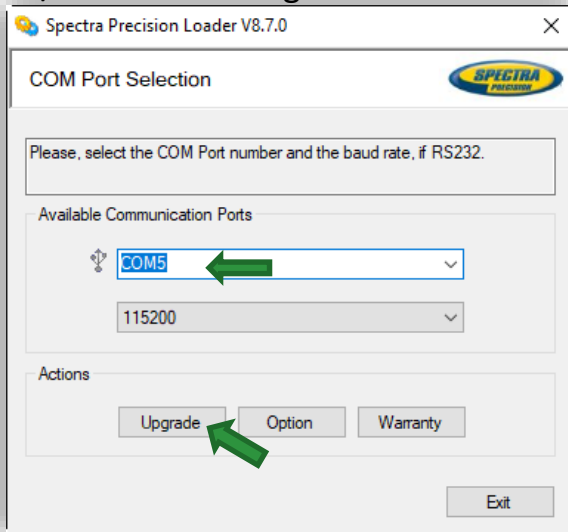 Spectra Precision Loader V8.7.0
COM Port Selection
SPECTRA
PRECISION
Please, select the COM Port number and the baud rate, if RS232.
Available Communication Ports
COM5
115200
Actions
Upgrade Option Warranty
Exit